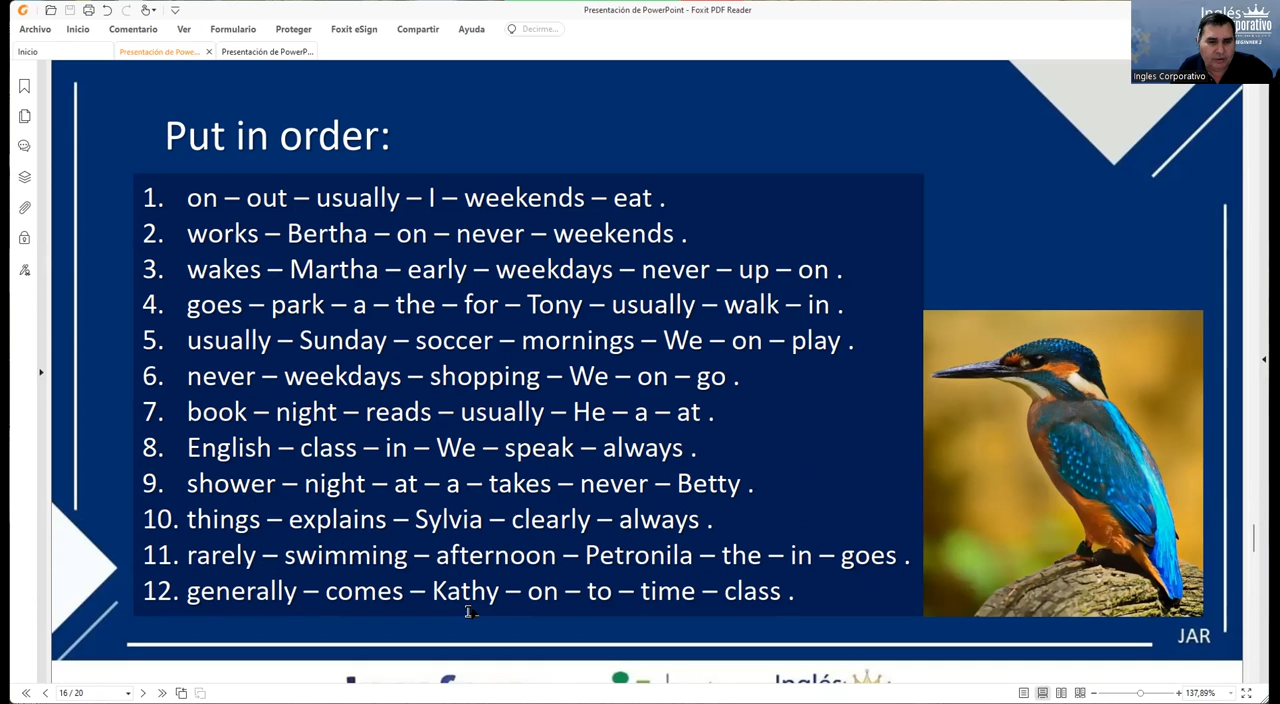 Presentación de PowerPoint - Foxit PDF Reader
Archivo Inicio Comentario Ver Formulario Proteger Foxit eSign Compartir Ayuda Decirme...
Inicio Presentación de Powe... Presentación de PowerP...
Inglés
Corporativo
BEGINNER 2
Ingles Corporativo
Put in order:
1. on – out – usually – I – weekends – eat .
2. works – Bertha – on – never – weekends .
3. wakes – Martha – early – weekdays – never – up – on .
4. goes – park – a – the – for – Tony – usually – walk – in .
5. usually – Sunday – soccer – mornings – We – on – play .
6. never – weekdays – shopping – We – on – go .
7. book – night – reads – usually – He – a – at .
8. English – class – in – We – speak – always .
9. shower – night – at – a – takes – never – Betty .
10. things – explains – Sylvia – clearly – always .
11. rarely – swimming – afternoon – Petronila – the – in – goes .
12. generally – comes – Kathy – on – to – time – class .
JAR
Inglés
16 / 20 137,89%